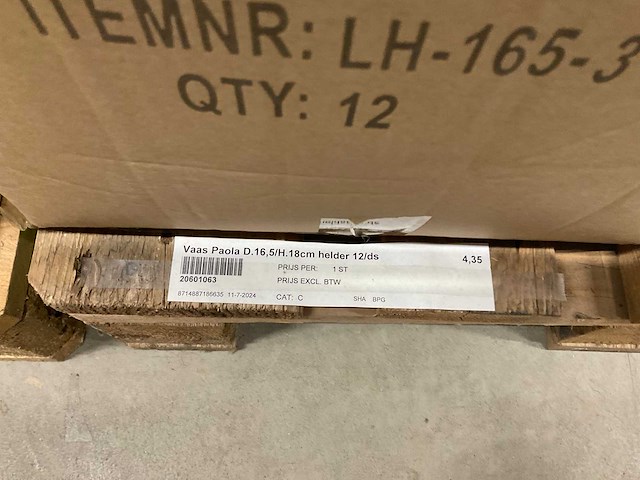 ITEMNR: LH-165-3
QTY: 12
Vaas Paola D.16,5/H.18cm helder 12/ds 4,35
PRIJS PER: 1 ST
20601063 PRIJS EXCL. BTW
8714887186635 11-7-2024 CAT: C SHA BPG